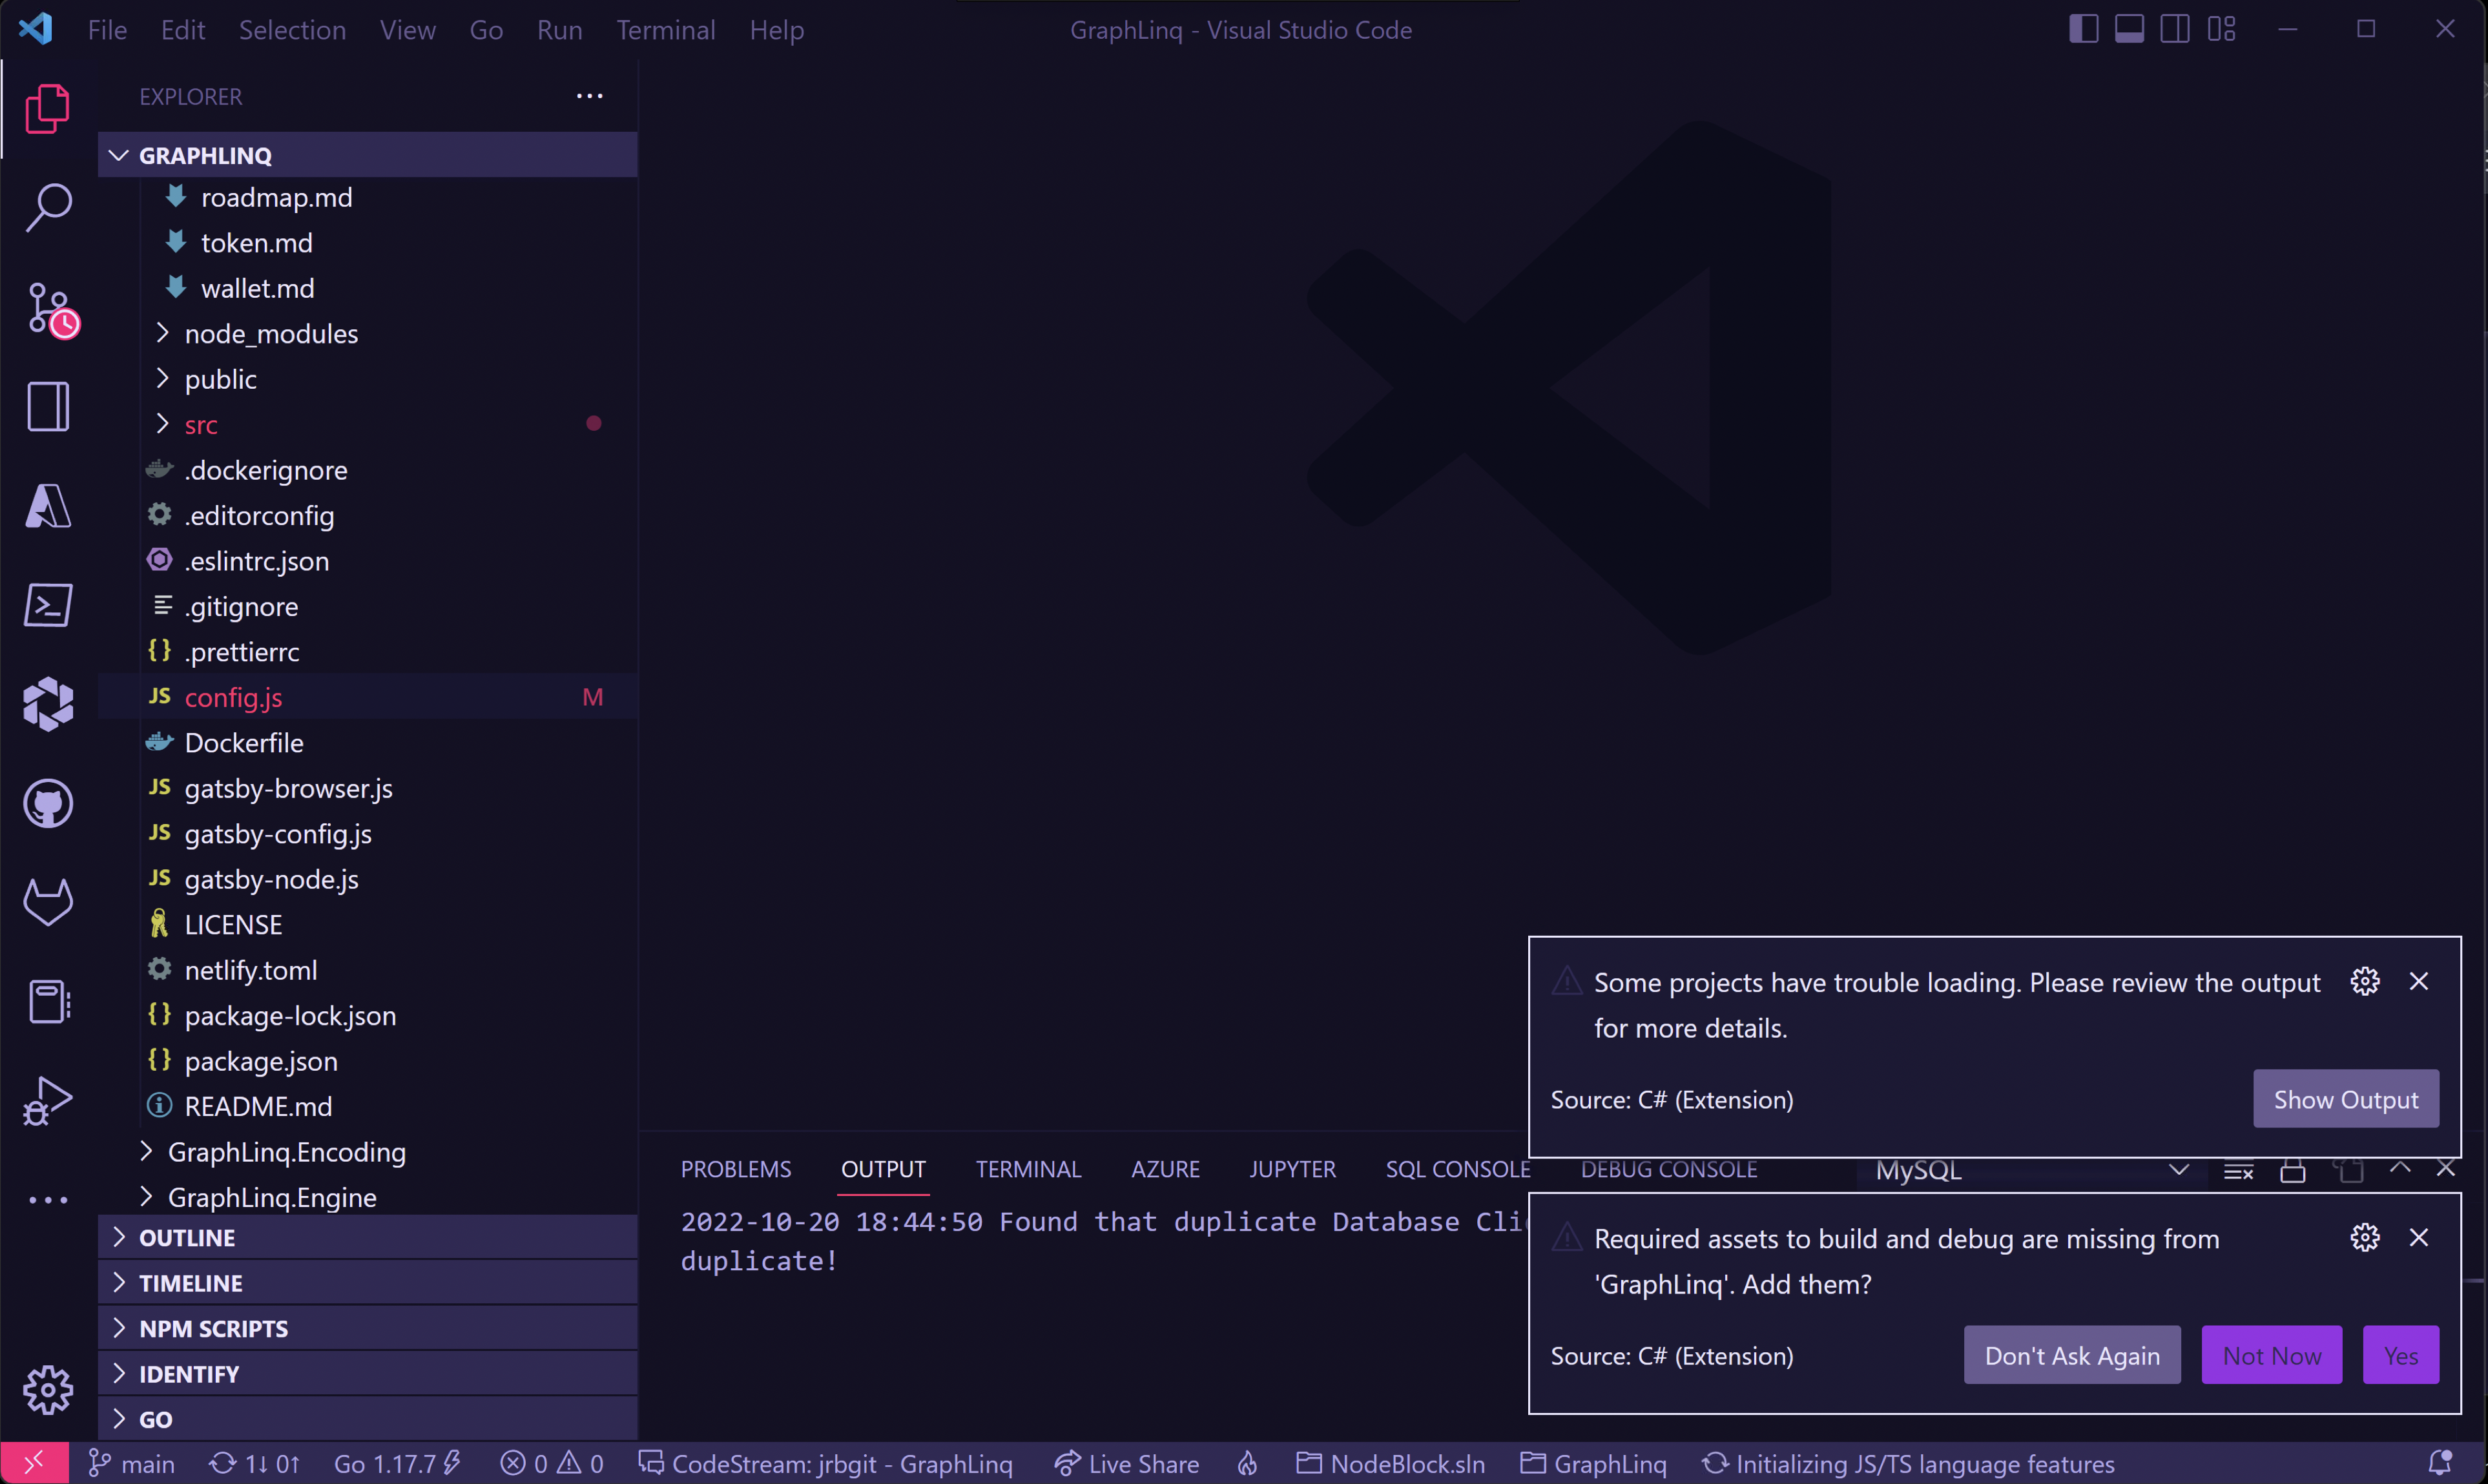 File Edit Selection View Go Run Terminal Help
GraphLinq - Visual Studio Code
EXPLORER
GRAPHLINQ
roadmap.md
token.md
wallet.md
node_modules
public
src
.dockerignore
.editorconfig
.eslintrc.json
.gitignore
{} .prettierrc
JS config.js M
Dockerfile
JS gatsby-browser.js
JS gatsby-config.js
JS gatsby-node.js
LICENSE
netlify.toml
{} package-lock.json
{} package.json
README.md
GraphLinq.Encoding
GraphLinq.Engine
OUTLINE
TIMELINE
NPM SCRIPTS
IDENTIFY
GO
Some projects have trouble loading. Please review the output
for more details.
Source: C# (Extension)
Show Output
PROBLEMS OUTPUT TERMINAL AZURE JUPYTER SQL CONSOLE DEBUG CONSOLE MySQL
2022-10-20 18:44:50 Found that duplicate Database
duplicate!
Required assets to build and debug are missing from
'GraphLinq'. Add them?
Source: C# (Extension)
Don't Ask Again Not Now Yes
main 1↓ 0↑ Go 1.17.7 0 0 CodeStream: jrbgit - GraphLinq Live Share NodeBlock.sln GraphLinq Initializing JS/TS language features